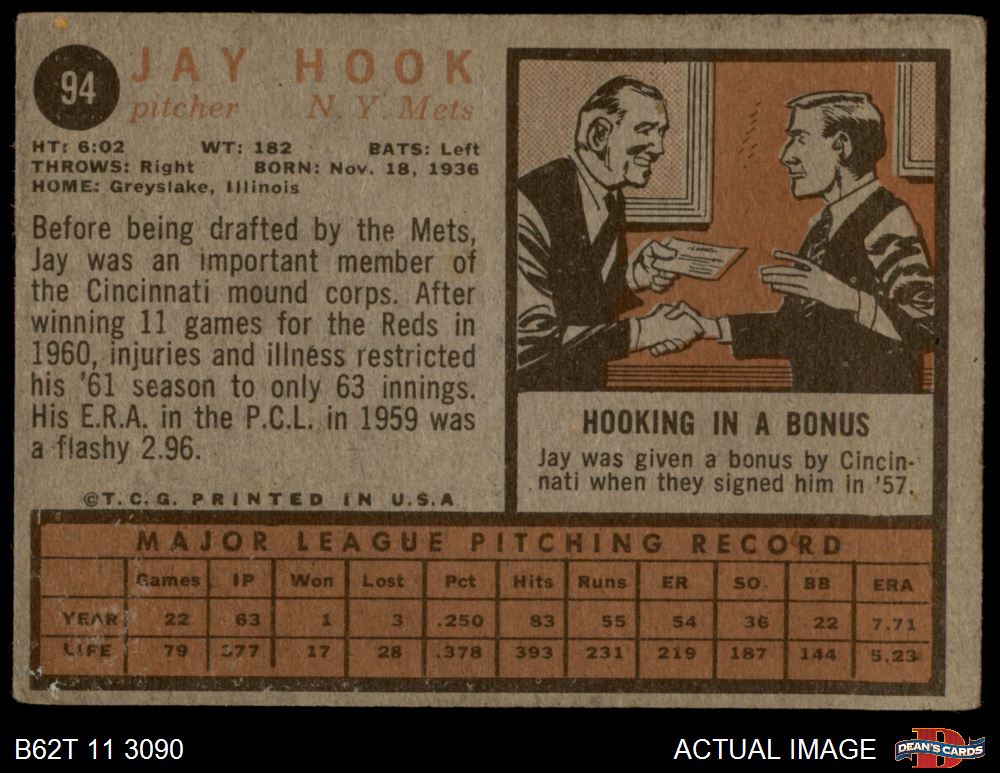 94
JAY HOOK
pitcher N. Y. Mets
HT: 6:02 WT: 182 BATS: Left
THROWS: Right BORN: Nov. 18, 1936
HOME: Greyslake, Illinois
Before being drafted by the Mets,
Jay was an important member of
the Cincinnati mound corps. After
winning 11 games for the Reds in
1960, injuries and illness restricted
his '61 season to only 63 innings.
His E.R.A. in the P.C.L. in 1959 was
a flashy 2.96.
©T.C.G. PRINTED IN U.S.A.
HOOKING IN A BONUS
Jay was given a bonus by Cincin-
nati when they signed him in '57.
MAJOR LEAGUE PITCHING RECORD
Games IP Won Lost Pct Hits Runs ER SO. BB ERA
YEAR 22 63 1 3 .250 83 55 54 36 22 7.71
LIFE 79 377 17 28 .378 393 231 219 187 144 5.23
B62T 11 3090
ACTUAL IMAGE
D
DEAN'S CARDS